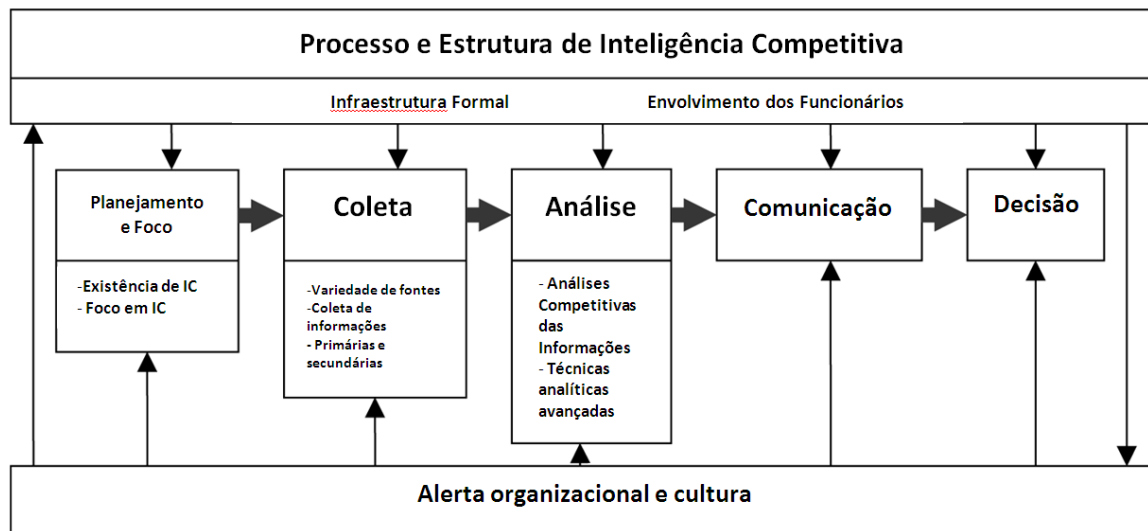 Processo e Estrutura de Inteligência Competitiva
Infraestrutura Formal
Envolvimento dos Funcionários
Planejamento
e Foco
-Existência de IC
- Foco em IC
Coleta
-Variedade de fontes
-Coleta de
informações
- Primárias e
secundárias
Análise
- Análises
Competitivas
das
Informações
- Técnicas
analíticas
avançadas
Comunicação
Decisão
Alerta organizacional e cultura